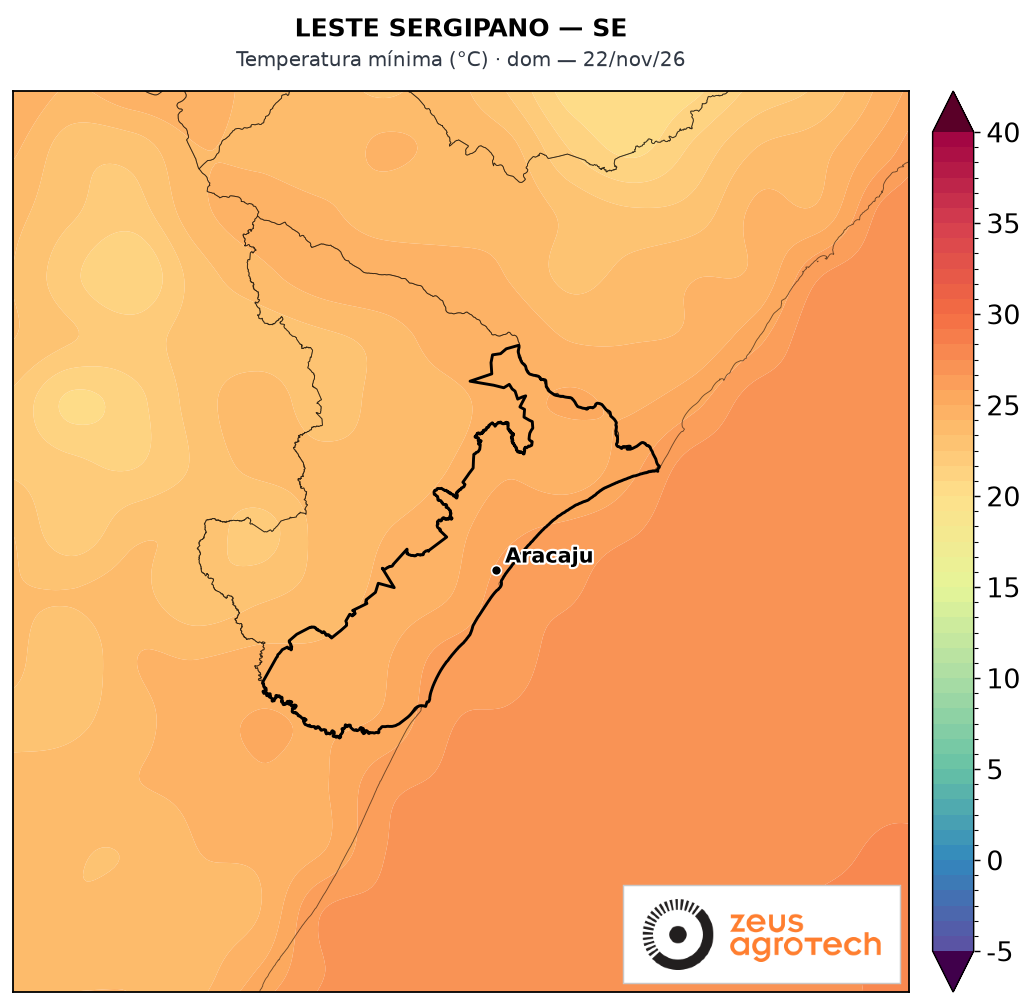 LESTE SERGIPANO — SE
Temperatura mínima (°C) · dom — 22/nov/26
40
35
30
25
20
15
10
5
0
-5
Aracaju
zeus
agrotech